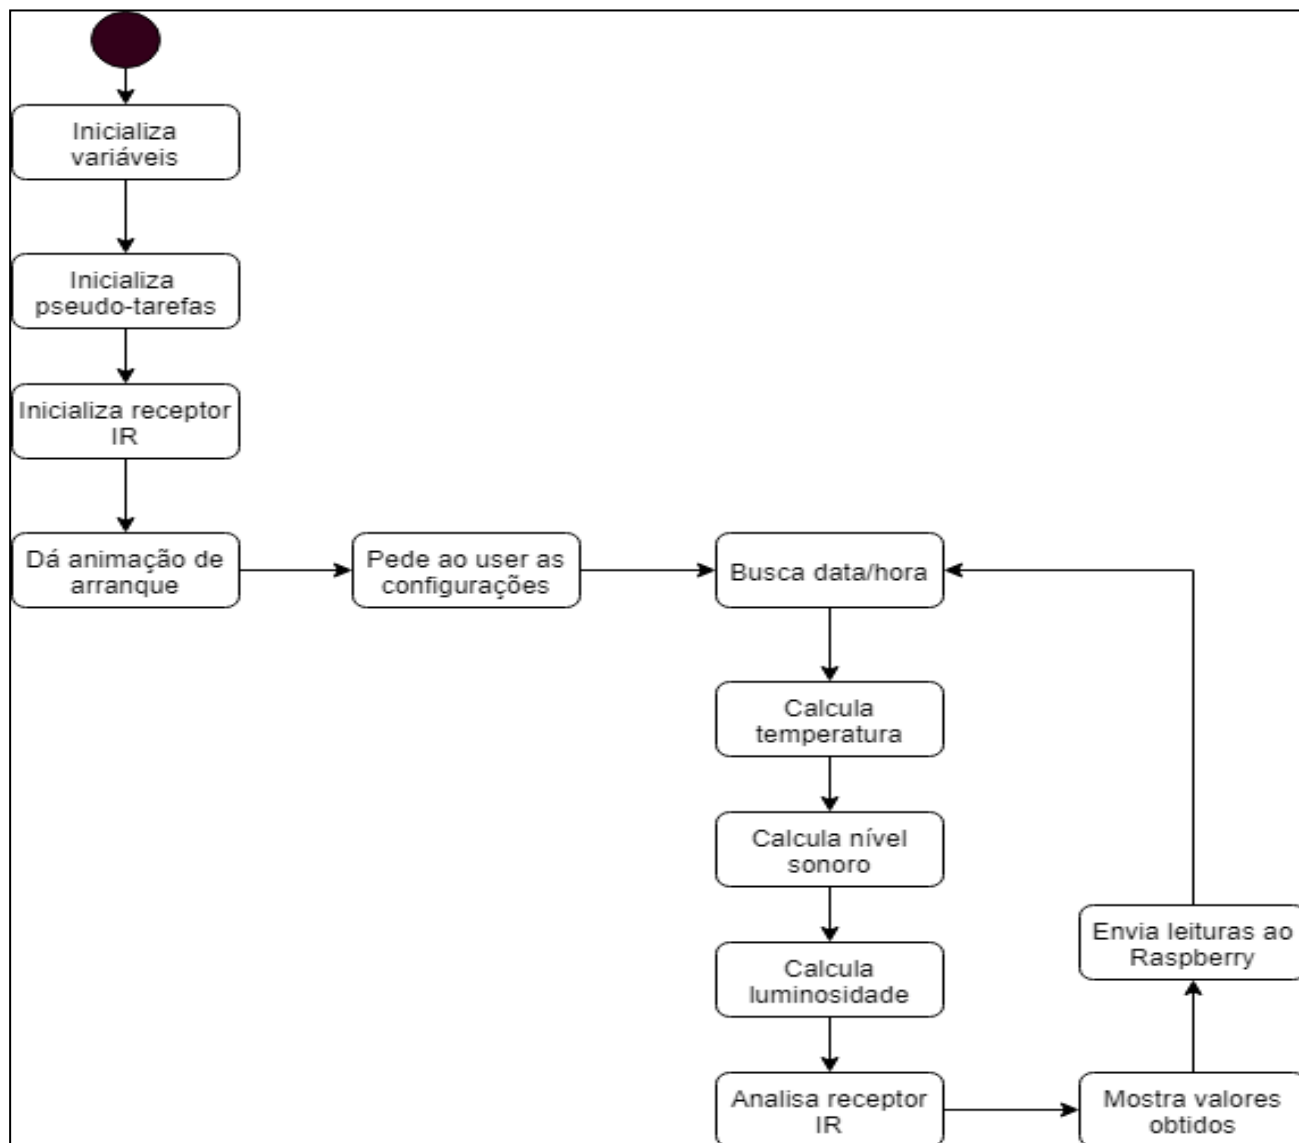 Inicializa
variáveis
Inicializa
pseudo-tarefas
Inicializa receptor
IR
Dá animação de
arranque
Pede ao user as
configurações
Busca data/hora
Calcula
temperatura
Calcula nível
sonoro
Calcula
luminosidade
Analisa receptor
IR
Mostra valores
obtidos
Envia leituras ao
Raspberry